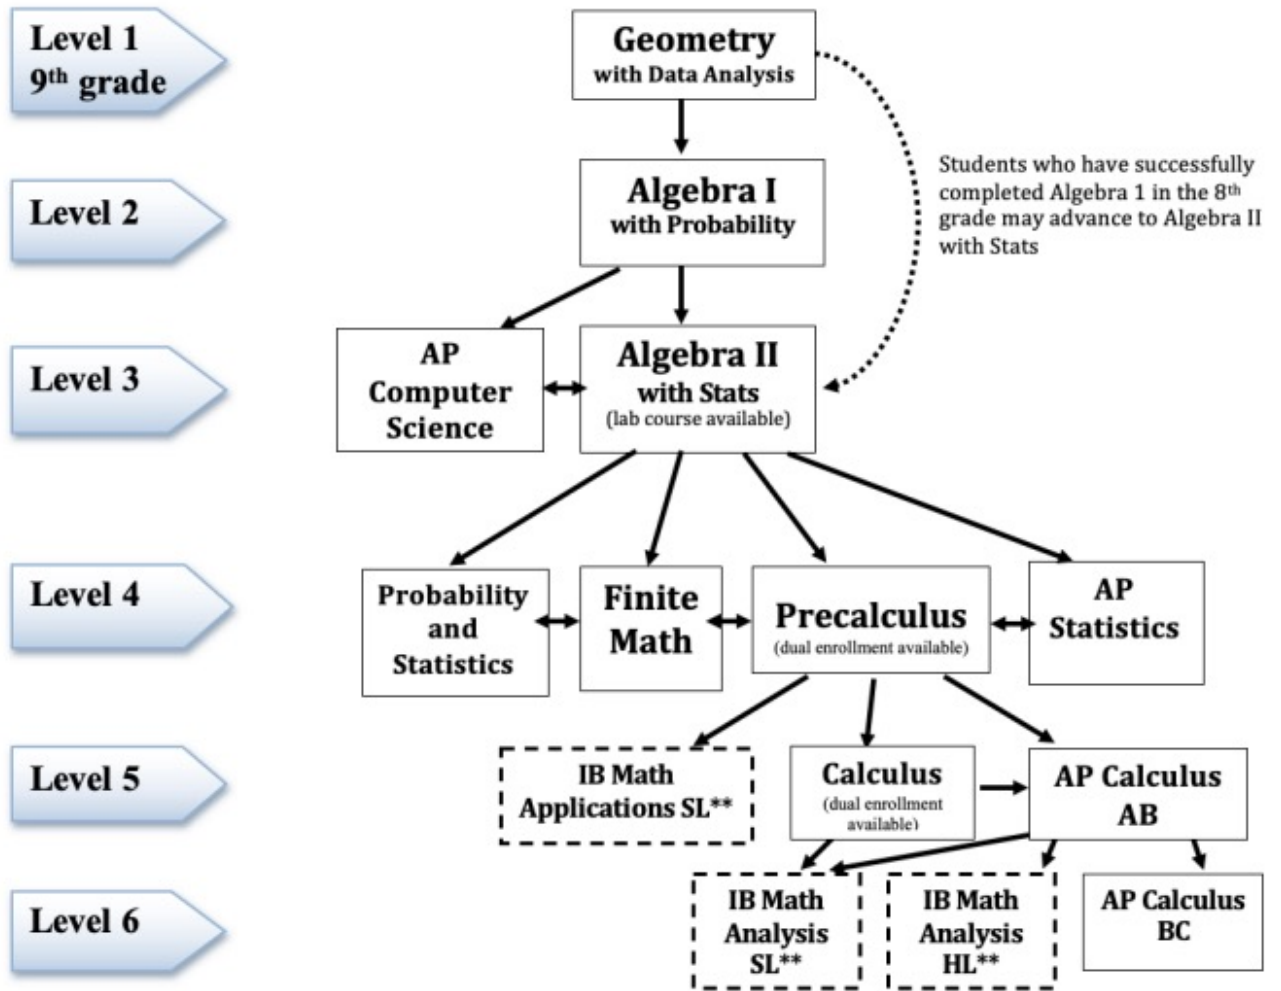 Level 1
9th grade
Geometry
with Data Analysis
Students who have successfully
completed Algebra 1 in the 8th
grade may advance to Algebra II
with Stats
Level 2
Algebra I
with Probability
Level 3
AP
Computer
Science
Algebra II
with Stats
(lab course available)
Level 4
Probability
and
Statistics
Finite
Math
Precalculus
(dual enrollment available)
AP
Statistics
Level 5
IB Math
Applications SL**
Calculus
(dual enrollment
available)
AP Calculus
AB
Level 6
IB Math
Analysis
SL**
IB Math
Analysis
HL**
AP Calculus
BC